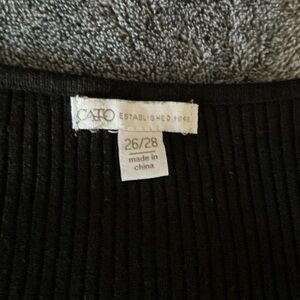 CATO ESTABLISHED 1946
26/28
made in
china